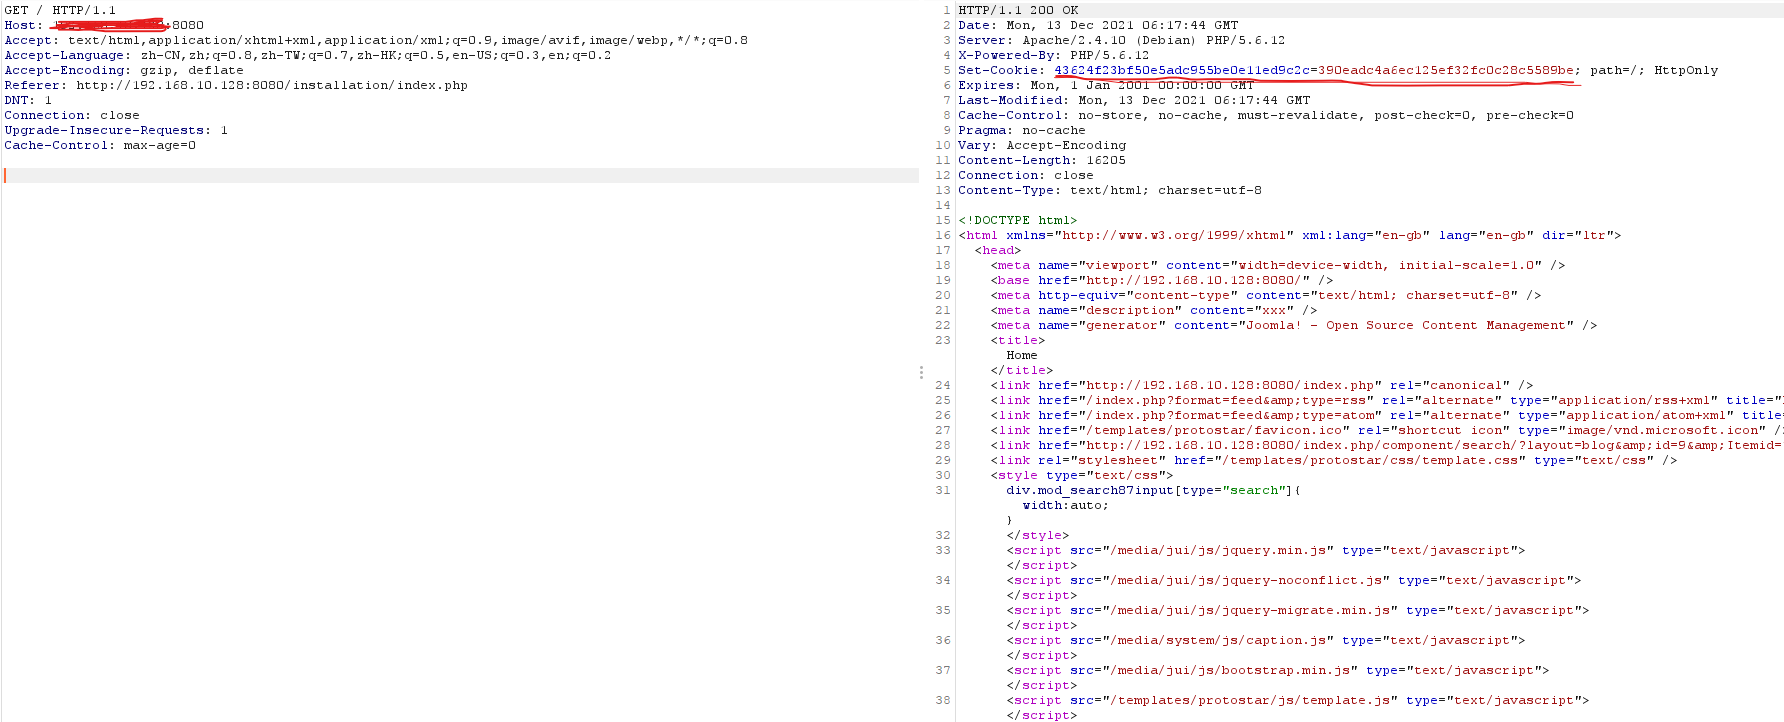 GET / HTTP/1.1
Host: :8080
Accept: text/html,application/xhtml+xml,application/xml;q=0.9,image/avif,image/webp,*/*;q=0.8
Accept-Language: zh-CN,zh;q=0.8,zh-TW;q=0.7,zh-HK;q=0.5,en-US;q=0.3,en;q=0.2
Accept-Encoding: gzip, deflate
Referer: http://192.168.10.128:8080/installation/index.php
DNT: 1
Connection: close
Upgrade-Insecure-Requests: 1
Cache-Control: max-age=0
1 HTTP/1.1 200 OK
2 Date: Mon, 13 Dec 2021 06:17:44 GMT
3 Server: Apache/2.4.10 (Debian) PHP/5.6.12
4 X-Powered-By: PHP/5.6.12
5 Set-Cookie: 43624f23bf50e5adc955be0e11ed9c2c=390eadc4a6ec125ef32fc0c28c5589be; path=/; HttpOnly
6 Expires: Mon, 1 Jan 2001 00:00:00 GMT
7 Last-Modified: Mon, 13 Dec 2021 06:17:44 GMT
8 Cache-Control: no-store, no-cache, must-revalidate, post-check=0, pre-check=0
9 Pragma: no-cache
10 Vary: Accept-Encoding
11 Content-Length: 16205
12 Connection: close
13 Content-Type: text/html; charset=utf-8
14
15 <!DOCTYPE html>
16 <html xmlns="http://www.w3.org/1999/xhtml" xml:lang="en-gb" lang="en-gb" dir="ltr">
17 <head>
18 <meta name="viewport" content="width=device-width, initial-scale=1.0" />
19 <base href="http://192.168.10.128:8080/" />
20 <meta http-equiv="content-type" content="text/html; charset=utf-8" />
21 <meta name="description" content="xxx" />
22 <meta name="generator" content="Joomla! - Open Source Content Management" />
23 <title>
Home
</title>
24 <link href="http://192.168.10.128:8080/index.php" rel="canonical" />
25 <link href="/index.php?format=feed&amp;type=rss" rel="alternate" type="application/rss+xml" title="
26 <link href="/index.php?format=feed&amp;type=atom" rel="alternate" type="application/atom+xml" title=
27 <link href="/templates/protostar/favicon.ico" rel="shortcut icon" type="image/vnd.microsoft.icon" /
28 <link href="http://192.168.10.128:8080/index.php/component/search/?layout=blog&amp;id=9&amp;Itemid=
29 <link rel="stylesheet" href="/templates/protostar/css/template.css" type="text/css" />
30 <style type="text/css">
31 div.mod_search87input[type="search"]{
width:auto;
}
32 </style>
33 <script src="/media/jui/js/jquery.min.js" type="text/javascript">
</script>
34 <script src="/media/jui/js/jquery-noconflict.js" type="text/javascript">
</script>
35 <script src="/media/jui/js/jquery-migrate.min.js" type="text/javascript">
</script>
36 <script src="/media/system/js/caption.js" type="text/javascript">
</script>
37 <script src="/media/jui/js/bootstrap.min.js" type="text/javascript">
</script>
38 <script src="/templates/protostar/js/template.js" type="text/javascript">
</script>